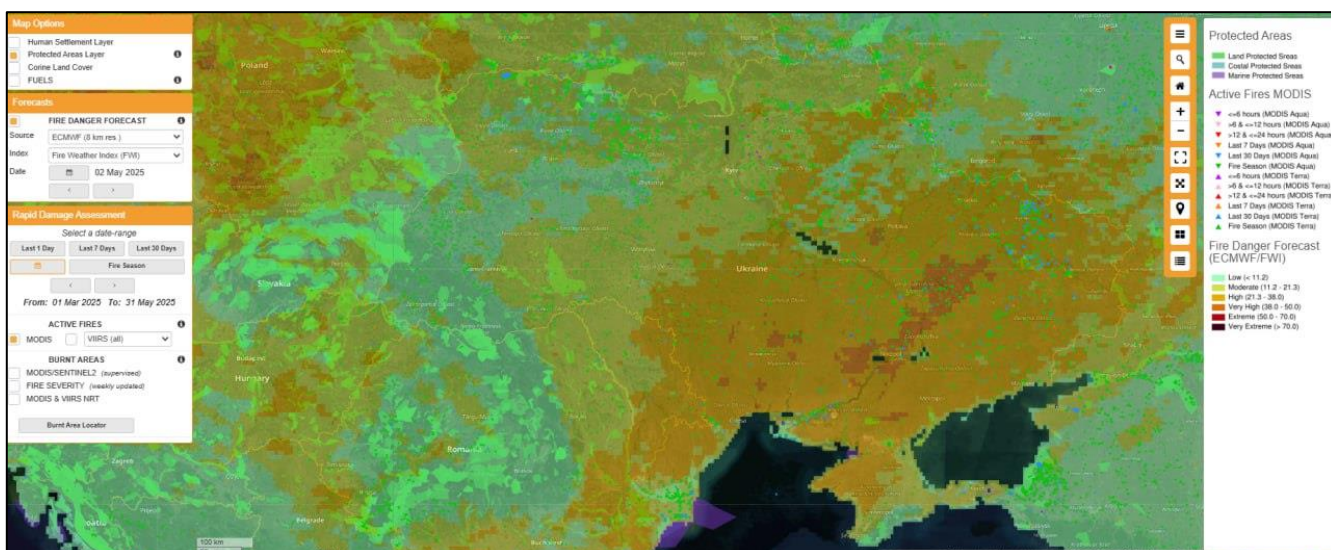 Map Options
Human Settlement Layer
Protected Areas Layer
Corine Land Cover
FUELS
Forecasts
FIRE DANGER FORECAST
Source ECMWF (8 km res.)
Index Fire Weather Index (FWI)
Date 02 May 2025
< >
Rapid Damage Assessment
Select a date-range
Last 1 Day Last 7 Days Last 30 Days
Fire Season
< >
From: 01 Mar 2025 To: 31 May 2025
ACTIVE FIRES
MODIS VIIRS (all)
BURNT AREAS
MODIS/SENTINEL2 (supervised)
FIRE SEVERITY (weekly updated)
MODIS & VIIRS NRT
Burnt Area Locator
Poland
Slovakia
Budapest
Hungary
Zagreb
Belgrade
Ukraine
100 km
Protected Areas
Land Protected Areas
Costal Protected Areas
Marine Protected Areas
Active Fires MODIS
<=6 hours (MODIS Aqua)
>6 & <=12 hours (MODIS Aqua)
>12 & <=24 hours (MODIS Aqua)
Last 7 Days (MODIS Aqua)
Last 30 Days (MODIS Aqua)
Fire Season (MODIS Aqua)
<=6 hours (MODIS Terra)
>6 & <=12 hours (MODIS Terra)
>12 & <=24 hours (MODIS Terra)
Last 7 Days (MODIS Terra)
Last 30 Days (MODIS Terra)
Fire Season (MODIS Terra)
Fire Danger Forecast
(ECMWF/FWI)
Low (< 11.2)
Moderate (11.2 - 21.3)
High (21.3 - 38.0)
Very High (38.0 - 50.0)
Extreme (50.0 - 70.0)
Very Extreme (> 70.0)